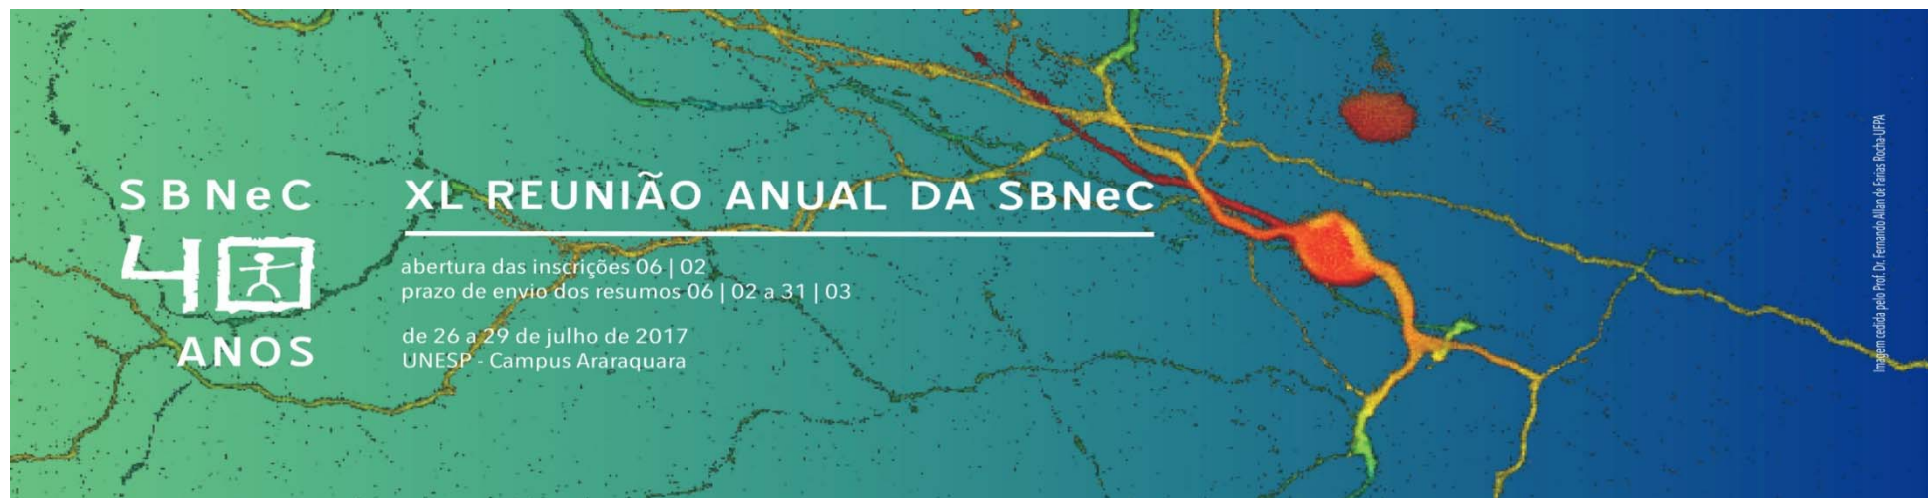 SBNeC
40
ANOS
XL REUNIÃO ANUAL DA SBNeC
abertura das inscrições 06 | 02
prazo de envio dos resumos 06 | 02 a 31 | 03
de 26 a 29 de julho de 2017
UNESP - Campus Araraquara
Imagem cedida pelo Prof. Dr. Fernando Allan de Farias Rocha-UFPA